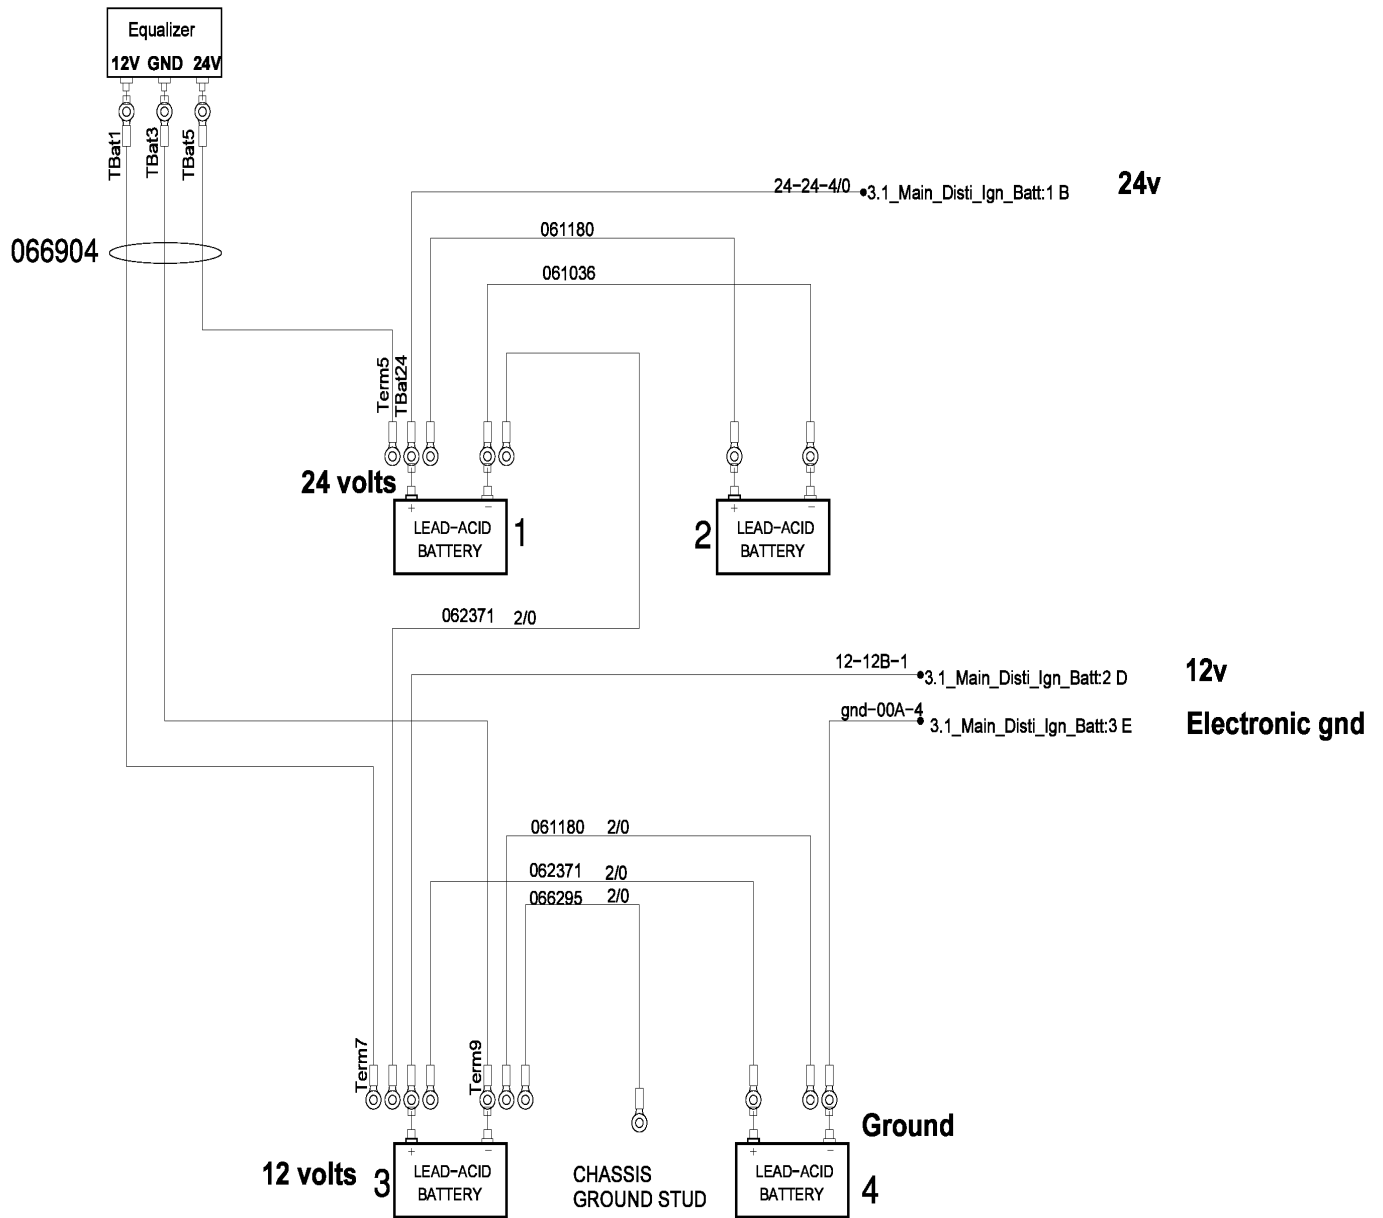 Equalizer
12V GND 24V
TBat1
TBat3
TBat5
24−24−4/0
3.1_Main_Disti_Ign_Batt:1 B
24v
061180
066904
061036
Term5
TBat24
24 volts
+ −
LEAD−ACID
BATTERY
1
2
+ −
LEAD−ACID
BATTERY
062371 2/0
12−12B−1
3.1_Main_Disti_Ign_Batt:2 D
12v
gnd−00A−4
3.1_Main_Disti_Ign_Batt:3 E
Electronic gnd
061180 2/0
062371 2/0
066295 2/0
Term7
Term9
Ground
12 volts
3
+ −
LEAD−ACID
BATTERY
CHASSIS
GROUND STUD
+ −
LEAD−ACID
BATTERY
4